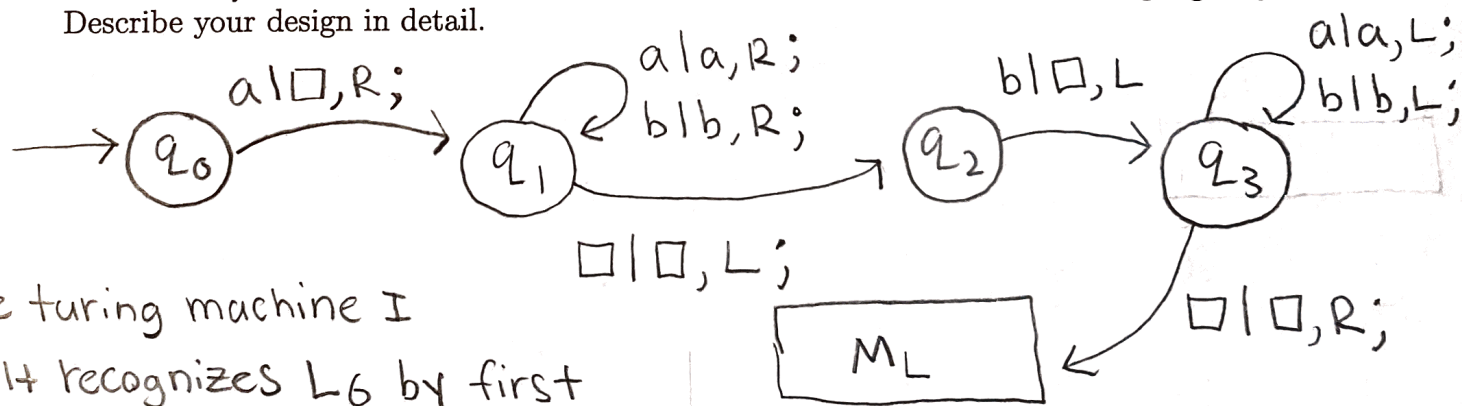 Describe your design in detail.
a|□,R;
q0
a|a,R;
b|b,R;
q1
□|□,L;
b|□,L
q2
a|a,L;
b|b,L;
q3
□|□,R;
ML
turing machine I
It recognizes L6 by first